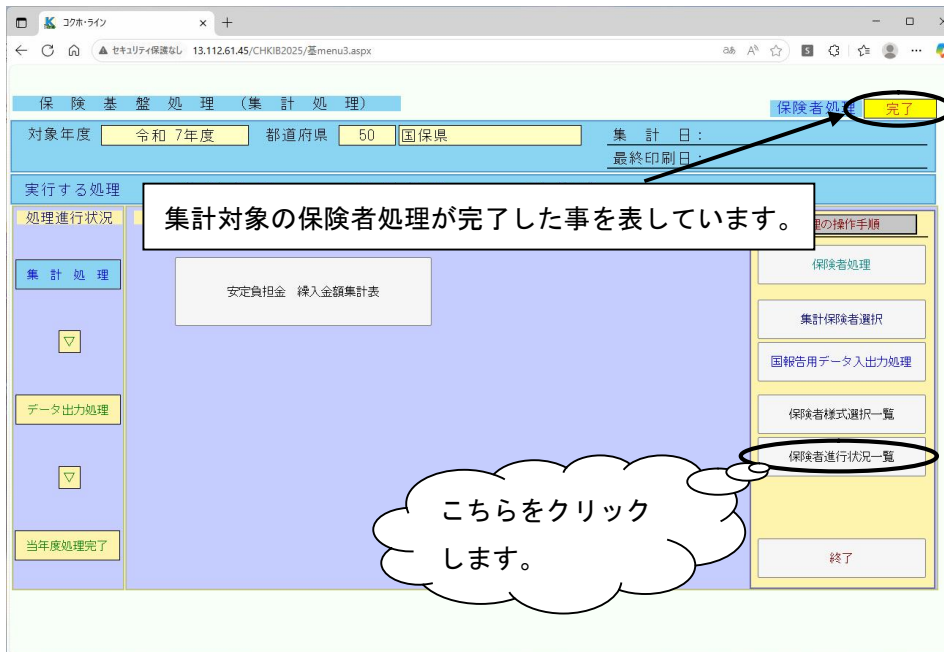 コクホ・ライン
セキュリティ保護なし 13.112.61.45/CHKIB2025/基menu3.aspx
保険基盤処理(集計処理)
保険者処理 完了
対象年度 令和 7年度 都道府県 50 国保県 集計日:
最終印刷日:
実行する処理
集計対象の保険者処理が完了した事を表しています。
処理進行状況
理の操作手順
集計処理
安定負担金 繰入金額集計表
保険者処理
▽
集計保険者選択
国報告用データ入出力処理
データ出力処理
保険者様式選択一覧
保険者進行状況一覧
▽
こちらをクリック
します。
当年度処理完了
終了